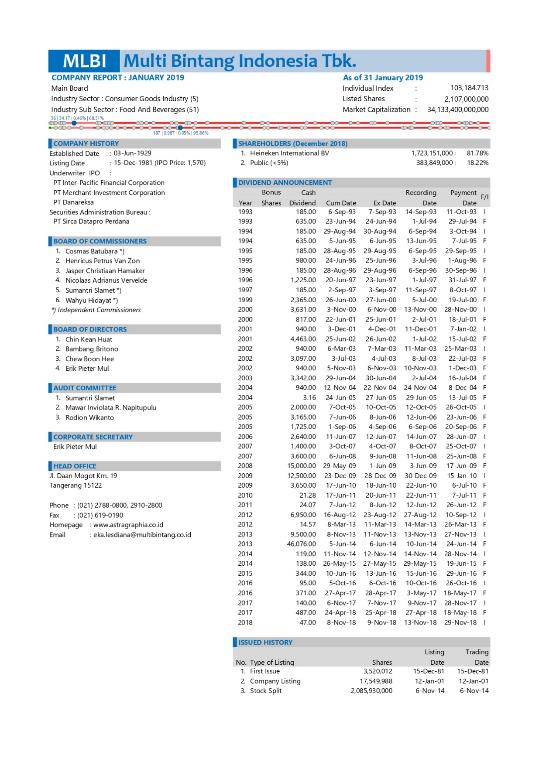 MLBI Multi Bintang Indonesia Tbk.
COMPANY REPORT : JANUARY 2019
As of 31 January 2019
Main Board
Individual Index : 103,184.713
Industry Sector : Consumer Goods Industry (5)
Listed Shares : 2,107,000,000
Industry Sub Sector : Food And Beverages (51)
Market Capitalization : 34,133,400,000,000
COMPANY HISTORY
Established Date : 03-Jun-1929
Listing Date : 15-Dec-1981 (IPO Price: 1,570)
Underwriter IPO :
PT Inter Pacific Financial Corporation
PT Merchant Investment Corporation
PT Danareksa
Securities Administration Bureau :
PT Sirca Datapro Perdana
BOARD OF COMMISSIONERS
1. Cosmas Batubara *)
2. Henricus Petrus Van Zon
3. Jasper Christiaan Hamaker
4. Nicolaas Adrianus Vervelde
5. Sumantri Slamet *)
6. Wahyu Hidayat *)
*) Independent Commissioners
BOARD OF DIRECTORS
1. Chin Kean Huat
2. Bambang Britono
3. Chew Boon Hee
4. Erik Pieter Mul
AUDIT COMMITTEE
1. Sumantri Slamet
2. Mawar Inviolata R. Napitupulu
3. Rodion Wikanto
CORPORATE SECRETARY
Erik Pieter Mul
HEAD OFFICE
Jl. Daan Mogot Km. 19
Tangerang 15122
Phone : (021) 2788-0800, 2910-2800
Fax : (021) 619-0190
Homepage : www.astragraphia.co.id
Email : eka.lesdiana@multibintang.co.id
SHAREHOLDERS (December 2018)
1. Heineken International BV 1,723,151,000 : 81.78%
2. Public (<5%) 383,849,000 : 18.22%
DIVIDEND ANNOUNCEMENT
Bonus Cash Recording Payment F/I
Year Shares Dividend Cum Date Ex Date Date Date
1993 185.00 6-Sep-93 7-Sep-93 14-Sep-93 11-Oct-93 I
1993 635.00 23-Jun-94 24-Jun-94 1-Jul-94 29-Jul-94 F
1994 185.00 29-Aug-94 30-Aug-94 6-Sep-94 3-Oct-94 I
1994 635.00 5-Jun-95 6-Jun-95 13-Jun-95 7-Jul-95 F
1995 185.00 28-Aug-95 29-Aug-95 6-Sep-95 29-Sep-95 I
1995 980.00 24-Jun-96 25-Jun-96 3-Jul-96 1-Aug-96 F
1996 185.00 28-Aug-96 29-Aug-96 6-Sep-96 30-Sep-96 I
1996 1,225.00 20-Jun-97 23-Jun-97 1-Jul-97 31-Jul-97 F
1997 185.00 2-Sep-97 3-Sep-97 11-Sep-97 8-Oct-97 I
1999 2,365.00 26-Jun-00 27-Jun-00 5-Jul-00 19-Jul-00 F
2000 3,631.00 3-Nov-00 6-Nov-00 13-Nov-00 28-Nov-00 I
2000 817.00 22-Jun-01 25-Jun-01 2-Jul-01 18-Jul-01 F
2001 940.00 3-Dec-01 4-Dec-01 11-Dec-01 7-Jan-02 I
2001 4,463.00 25-Jun-02 26-Jun-02 1-Jul-02 15-Jul-02 F
2002 940.00 6-Mar-03 7-Mar-03 11-Mar-03 25-Mar-03 I
2002 3,097.00 3-Jul-03 4-Jul-03 8-Jul-03 22-Jul-03 F
2002 940.00 5-Nov-03 6-Nov-03 10-Nov-03 1-Dec-03 F
2003 3,342.00 29-Jun-04 30-Jun-04 2-Jul-04 16-Jul-04 F
2004 940.00 12-Nov-04 22-Nov-04 24-Nov-04 8-Dec-04 F
2004 3.16 24-Jun-05 27-Jun-05 29-Jun-05 13-Jul-05 F
2005 2,000.00 7-Oct-05 10-Oct-05 12-Oct-05 26-Oct-05 I
2005 3,165.00 7-Jun-06 8-Jun-06 12-Jun-06 23-Jun-06 F
2005 1,725.00 1-Sep-06 4-Sep-06 6-Sep-06 20-Sep-06 F
2006 2,640.00 11-Jun-07 12-Jun-07 14-Jun-07 28-Jun-07 I
2007 1,400.00 3-Oct-07 4-Oct-07 8-Oct-07 25-Oct-07 I
2007 3,600.00 6-Jun-08 9-Jun-08 11-Jun-08 25-Jun-08 F
2008 15,000.00 29-May-09 1-Jun-09 3-Jun-09 17-Jun-09 F
2009 12,500.00 23-Dec-09 28-Dec-09 30-Dec-09 15-Jan-10 I
2009 3,650.00 17-Jun-10 18-Jun-10 22-Jun-10 6-Jul-10 F
2010 21.28 17-Jun-11 20-Jun-11 22-Jun-11 7-Jul-11 F
2011 24.07 7-Jun-12 8-Jun-12 12-Jun-12 26-Jun-12 F
2012 6,950.00 16-Aug-12 23-Aug-12 27-Aug-12 10-Sep-12 I
2012 14.57 8-Mar-13 11-Mar-13 14-Mar-13 26-Mar-13 F
2013 9,500.00 8-Nov-13 11-Nov-13 13-Nov-13 27-Nov-13 I
2013 46,076.00 5-Jun-14 6-Jun-14 10-Jun-14 24-Jun-14 F
2014 119.00 11-Nov-14 12-Nov-14 14-Nov-14 28-Nov-14 I
2014 138.00 26-May-15 27-May-15 29-May-15 19-Jun-15 F
2015 344.00 10-Jun-16 13-Jun-16 15-Jun-16 29-Jun-16 F
2016 95.00 5-Oct-16 6-Oct-16 10-Oct-16 26-Oct-16 I
2016 371.00 27-Apr-17 28-Apr-17 3-May-17 18-May-17 F
2017 140.00 6-Nov-17 7-Nov-17 9-Nov-17 28-Nov-17 I
2017 487.00 24-Apr-18 25-Apr-18 27-Apr-18 18-May-18 F
2018 47.00 8-Nov-18 9-Nov-18 13-Nov-18 29-Nov-18 I
ISSUED HISTORY
Listing Trading
No. Type of Listing Shares Date Date
1. First Issue 3,520,012 15-Dec-81 15-Dec-81
2. Company Listing 17,549,988 12-Jan-01 12-Jan-01
3. Stock Split 2,085,930,000 6-Nov-14 6-Nov-14